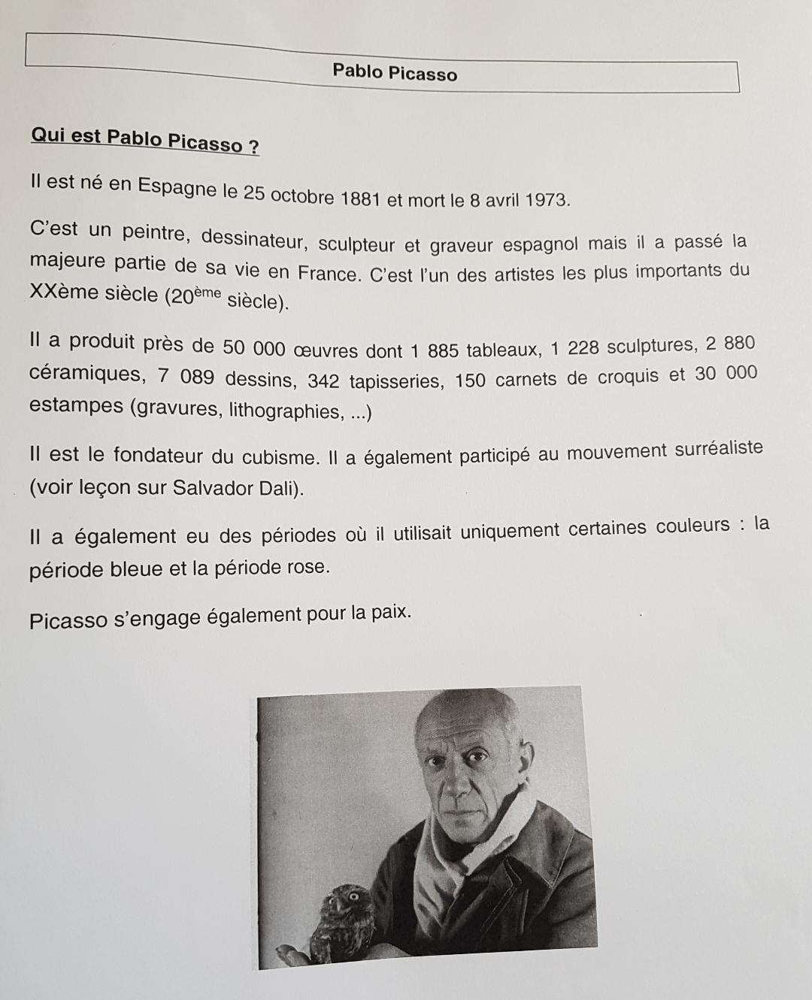 Pablo Picasso
Qui est Pablo Picasso ?
Il est né en Espagne le 25 octobre 1881 et mort le 8 avril 1973.
C'est un peintre, dessinateur, sculpteur et graveur espagnol mais il a passé la
majeure partie de sa vie en France. C'est l'un des artistes les plus importants du
XXème siècle (20ème siècle).
Il a produit près de 50 000 œuvres dont 1 885 tableaux, 1 228 sculptures, 2 880
céramiques, 7 089 dessins, 342 tapisseries, 150 carnets de croquis et 30 000
estampes (gravures, lithographies, ...)
Il est le fondateur du cubisme. Il a également participé au mouvement surréaliste
(voir leçon sur Salvador Dali).
Il a également eu des périodes où il utilisait uniquement certaines couleurs : la
période bleue et la période rose.
Picasso s'engage également pour la paix.